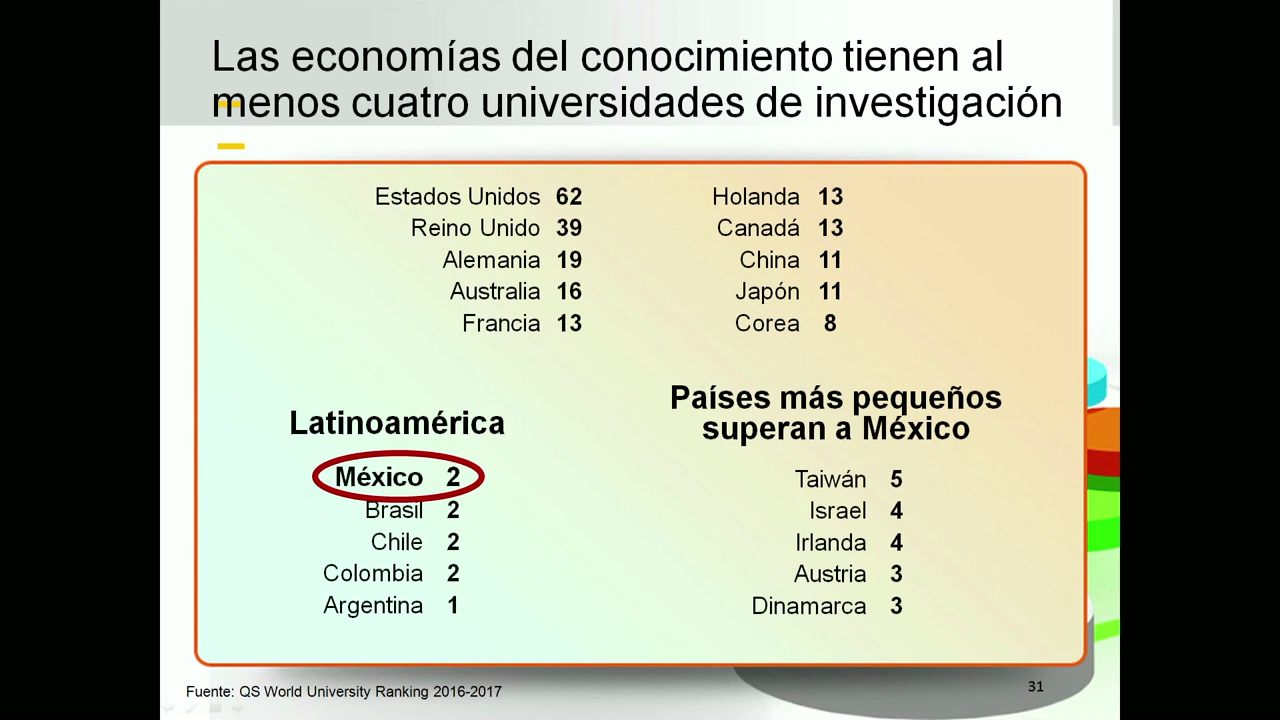 Las economías del conocimiento tienen al
menos cuatro universidades de investigación
Estados Unidos 62
Reino Unido 39
Alemania 19
Australia 16
Francia 13
Holanda 13
Canadá 13
China 11
Japón 11
Corea 8
Latinoamérica
México 2
Brasil 2
Chile 2
Colombia 2
Argentina 1
Países más pequeños
superan a México
Taiwán 5
Israel 4
Irlanda 4
Austria 3
Dinamarca 3
Fuente: QS World University Ranking 2016-2017
31